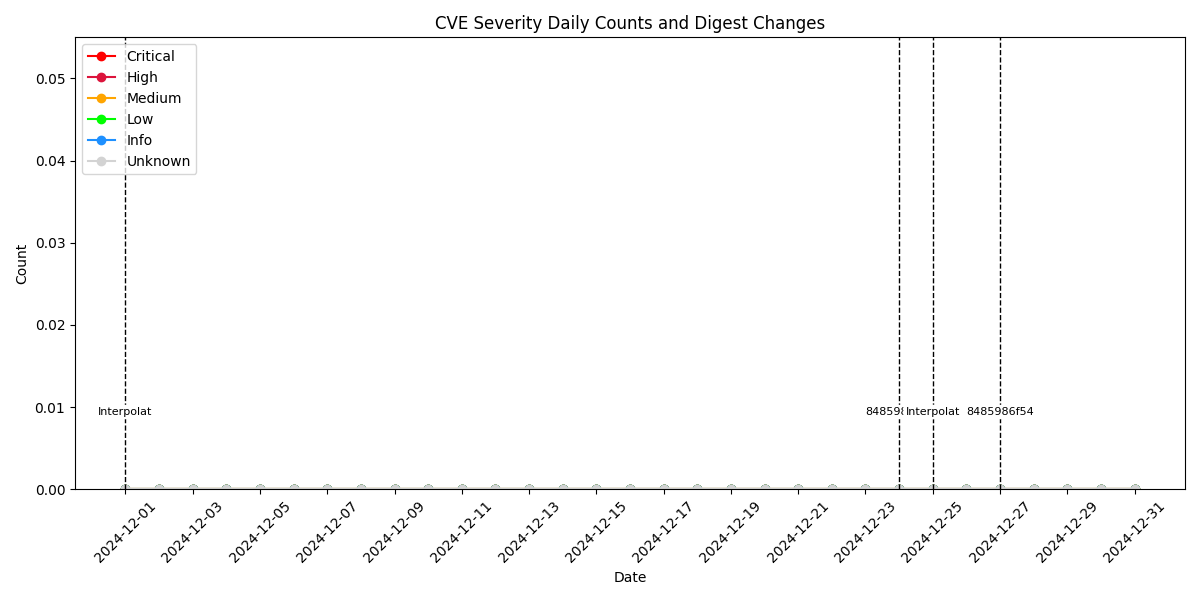 CVE Severity Daily Counts and Digest Changes
Critical
High
Medium
Low
Info
Unknown
Count
0.05
0.04
0.03
0.02
0.01
0.00
Interpolat
84859
Interpolat
8485986f54
2024-12-01
2024-12-03
2024-12-05
2024-12-07
2024-12-09
2024-12-11
2024-12-13
2024-12-15
2024-12-17
2024-12-19
2024-12-21
2024-12-23
2024-12-25
2024-12-27
2024-12-29
2024-12-31
Date